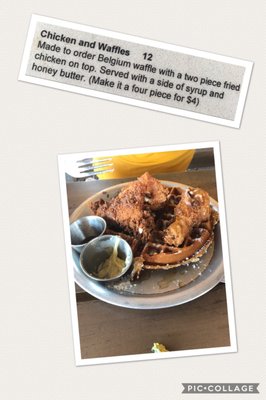 Chicken and Waffles 12
Made to order Belgium waffle with a two piece fried
chicken on top. Served with a side of syrup and
honey butter. (Make it a four piece for $4)
PIC•COLLAGE